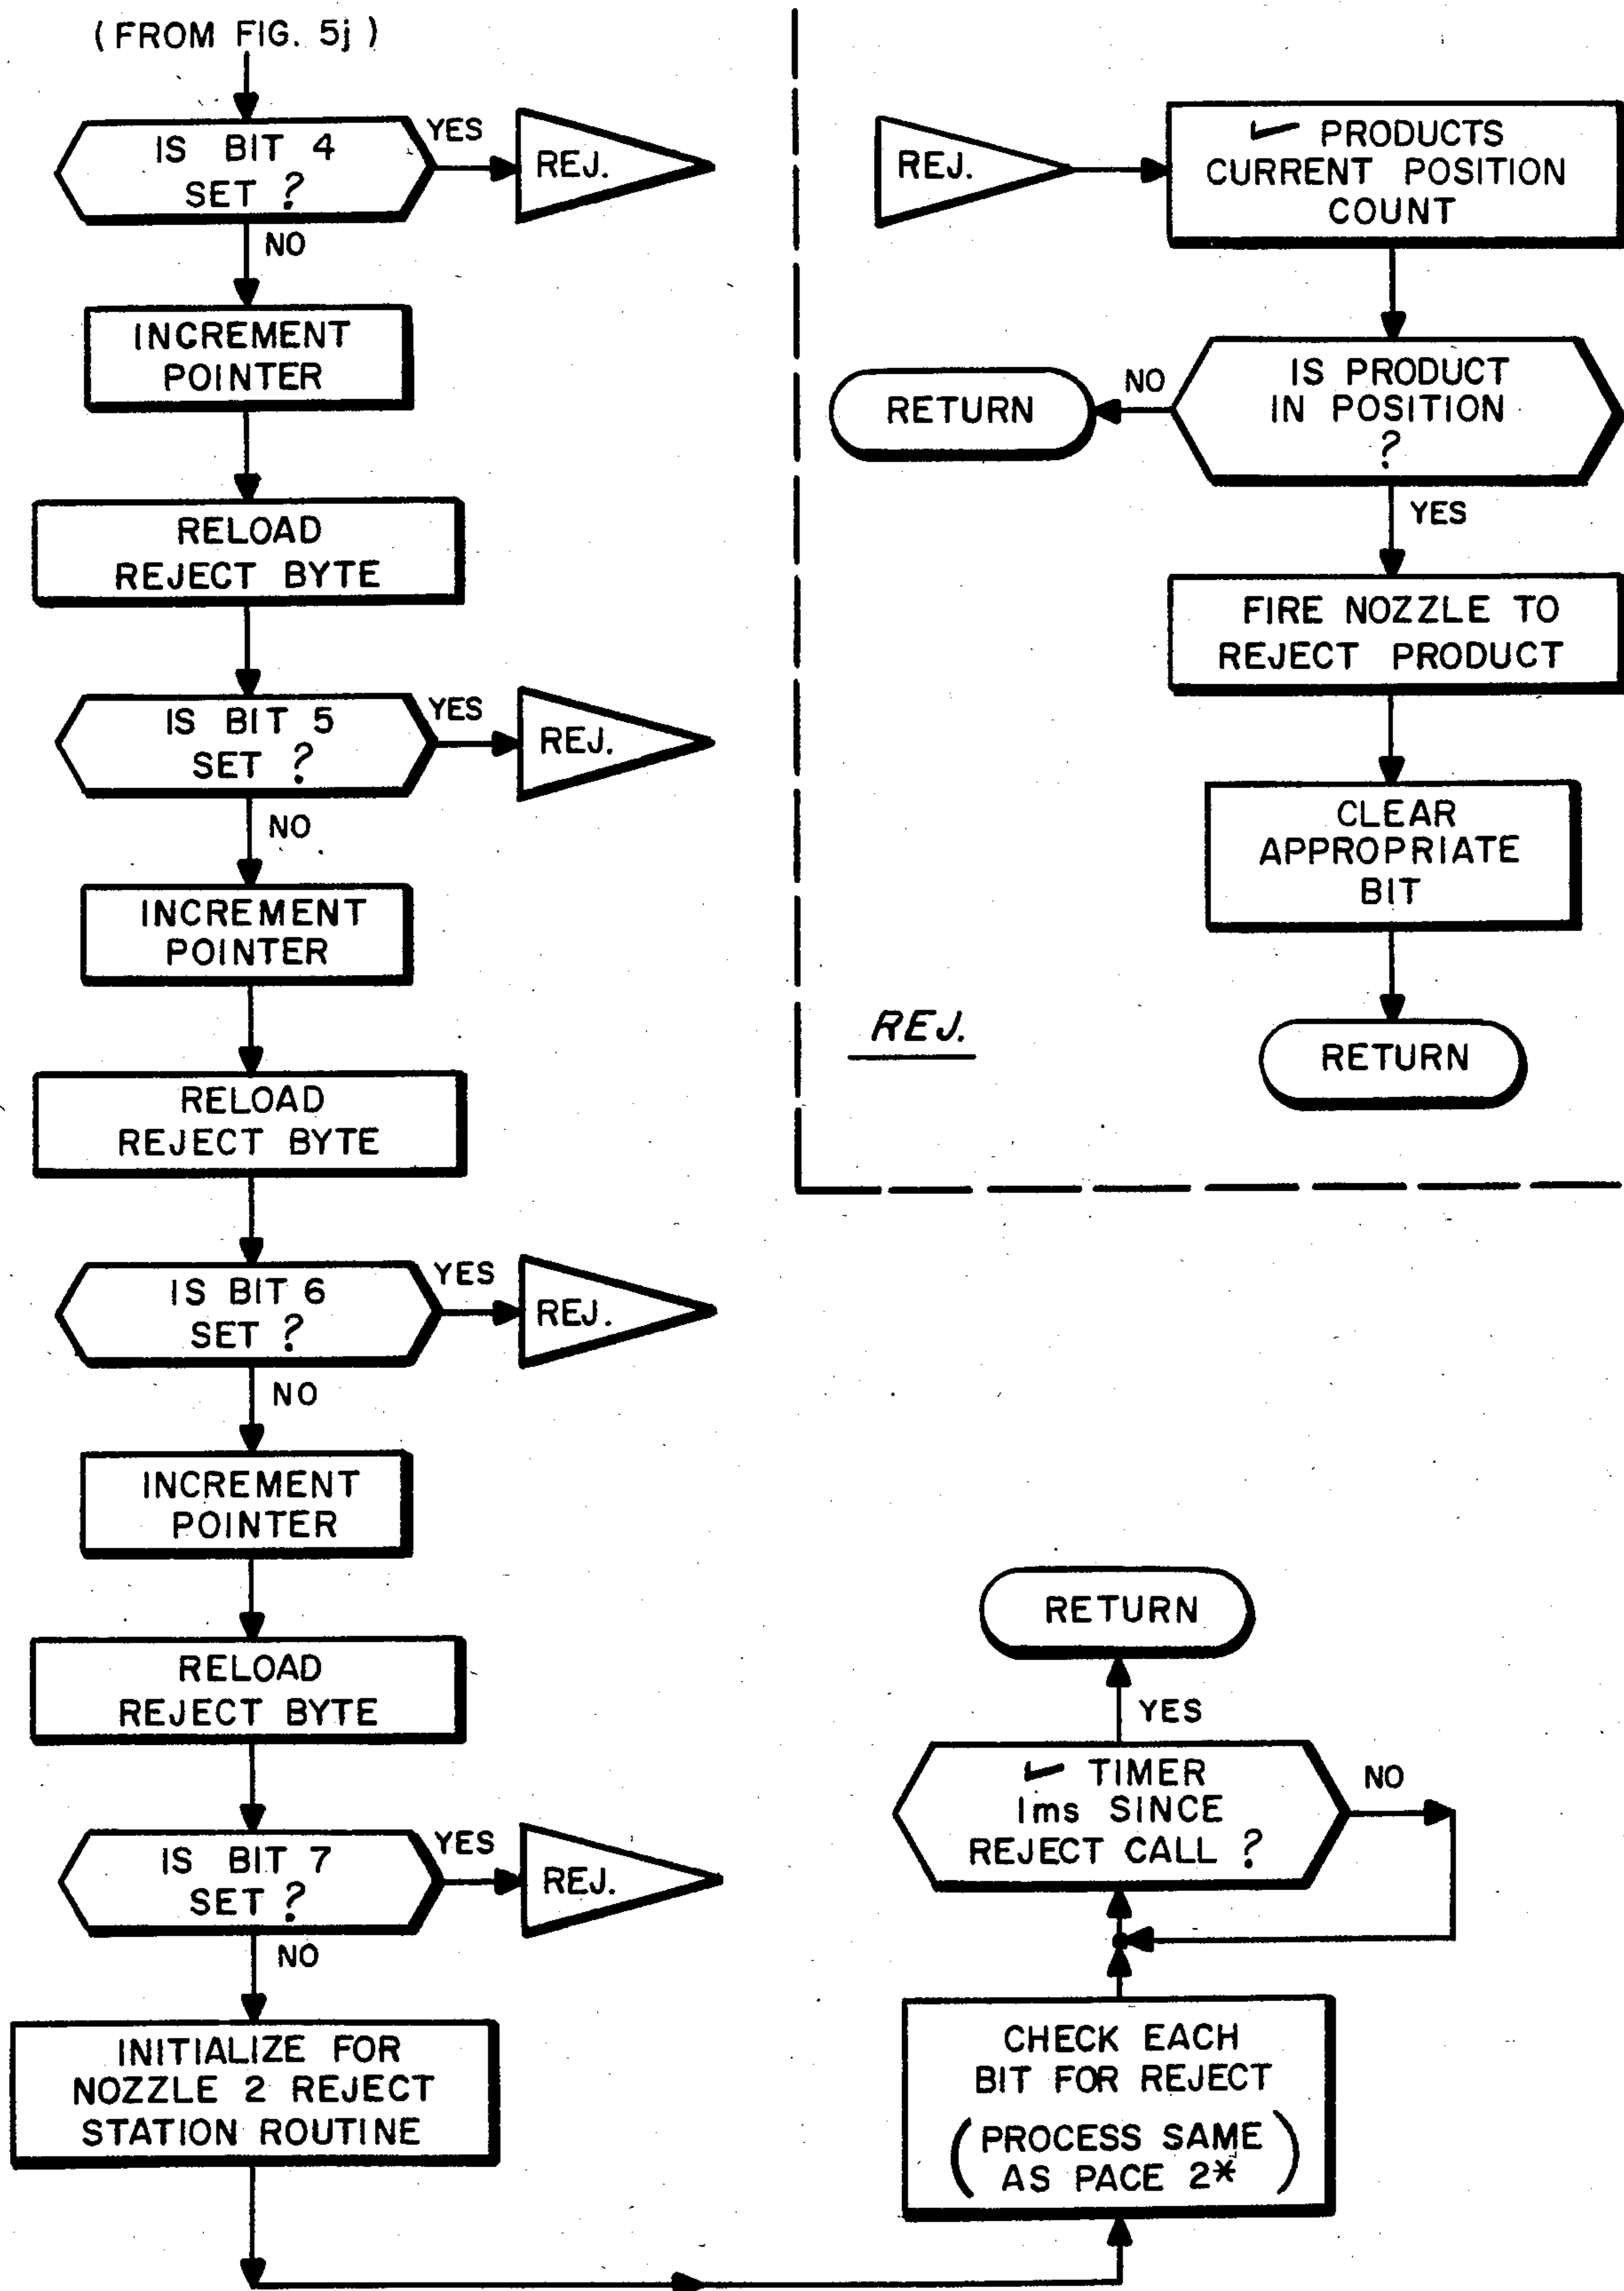 ( FROM FIG. 5j )
IS BIT 4
SET ?
YES
REJ.
NO
INCREMENT
POINTER
RELOAD
REJECT BYTE
IS BIT 5
SET ?
YES
REJ.
NO
INCREMENT
POINTER
RELOAD
REJECT BYTE
IS BIT 6
SET ?
YES
REJ.
NO
INCREMENT
POINTER
RELOAD
REJECT BYTE
IS BIT 7
SET ?
YES
REJ.
NO
INITIALIZE FOR
NOZZLE 2 REJECT
STATION ROUTINE
REJ.
✓ PRODUCTS
CURRENT POSITION
COUNT
IS PRODUCT
IN POSITION
?
NO
RETURN
YES
FIRE NOZZLE TO
REJECT PRODUCT
CLEAR
APPROPRIATE
BIT
RETURN
REJ.
RETURN
YES
✓ TIMER
1ms SINCE
REJECT CALL ?
NO
CHECK EACH
BIT FOR REJECT
(PROCESS SAME
AS PACE 2*)